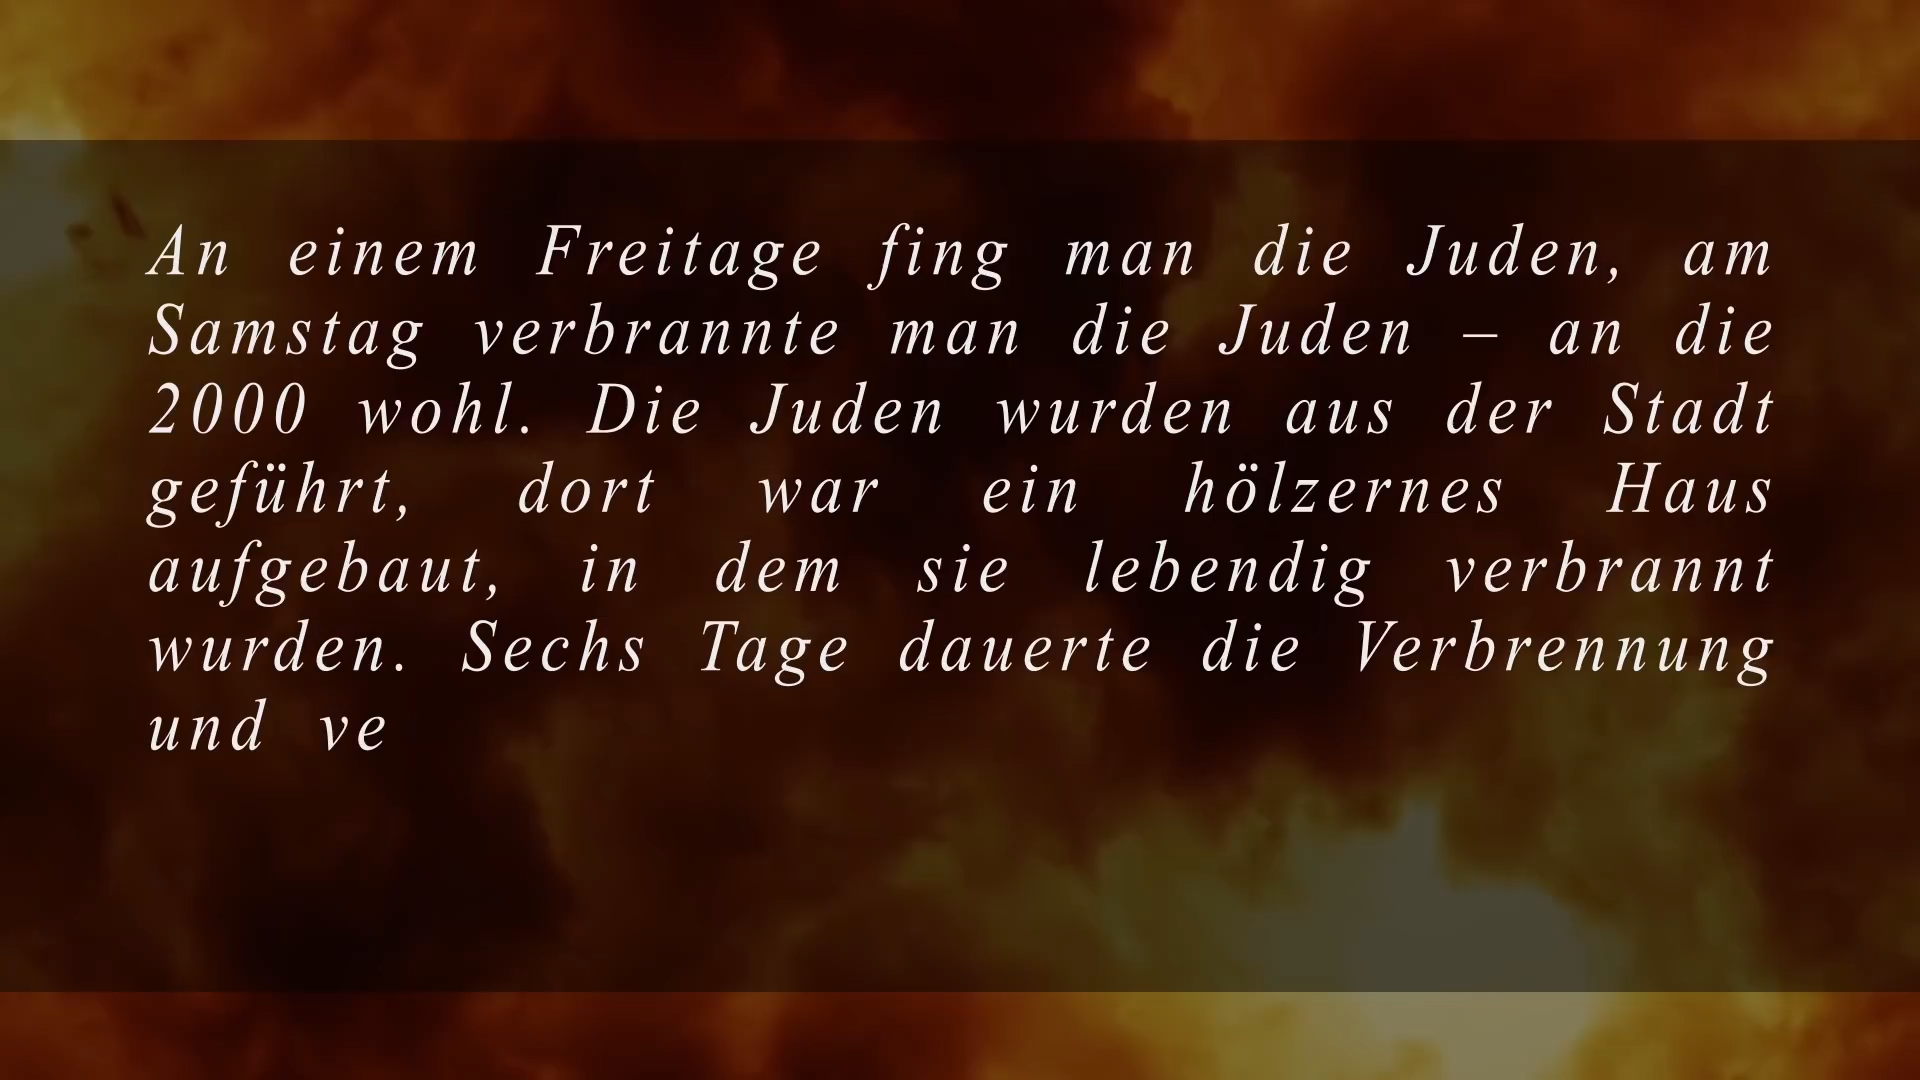 An einem Freitage fing man die Juden, am
Samstag verbrannte man die Juden – an die
2000 wohl. Die Juden wurden aus der Stadt
geführt, dort war ein hölzernes Haus
aufgebaut, in dem sie lebendig verbrannt
wurden. Sechs Tage dauerte die Verbrennung
und ve